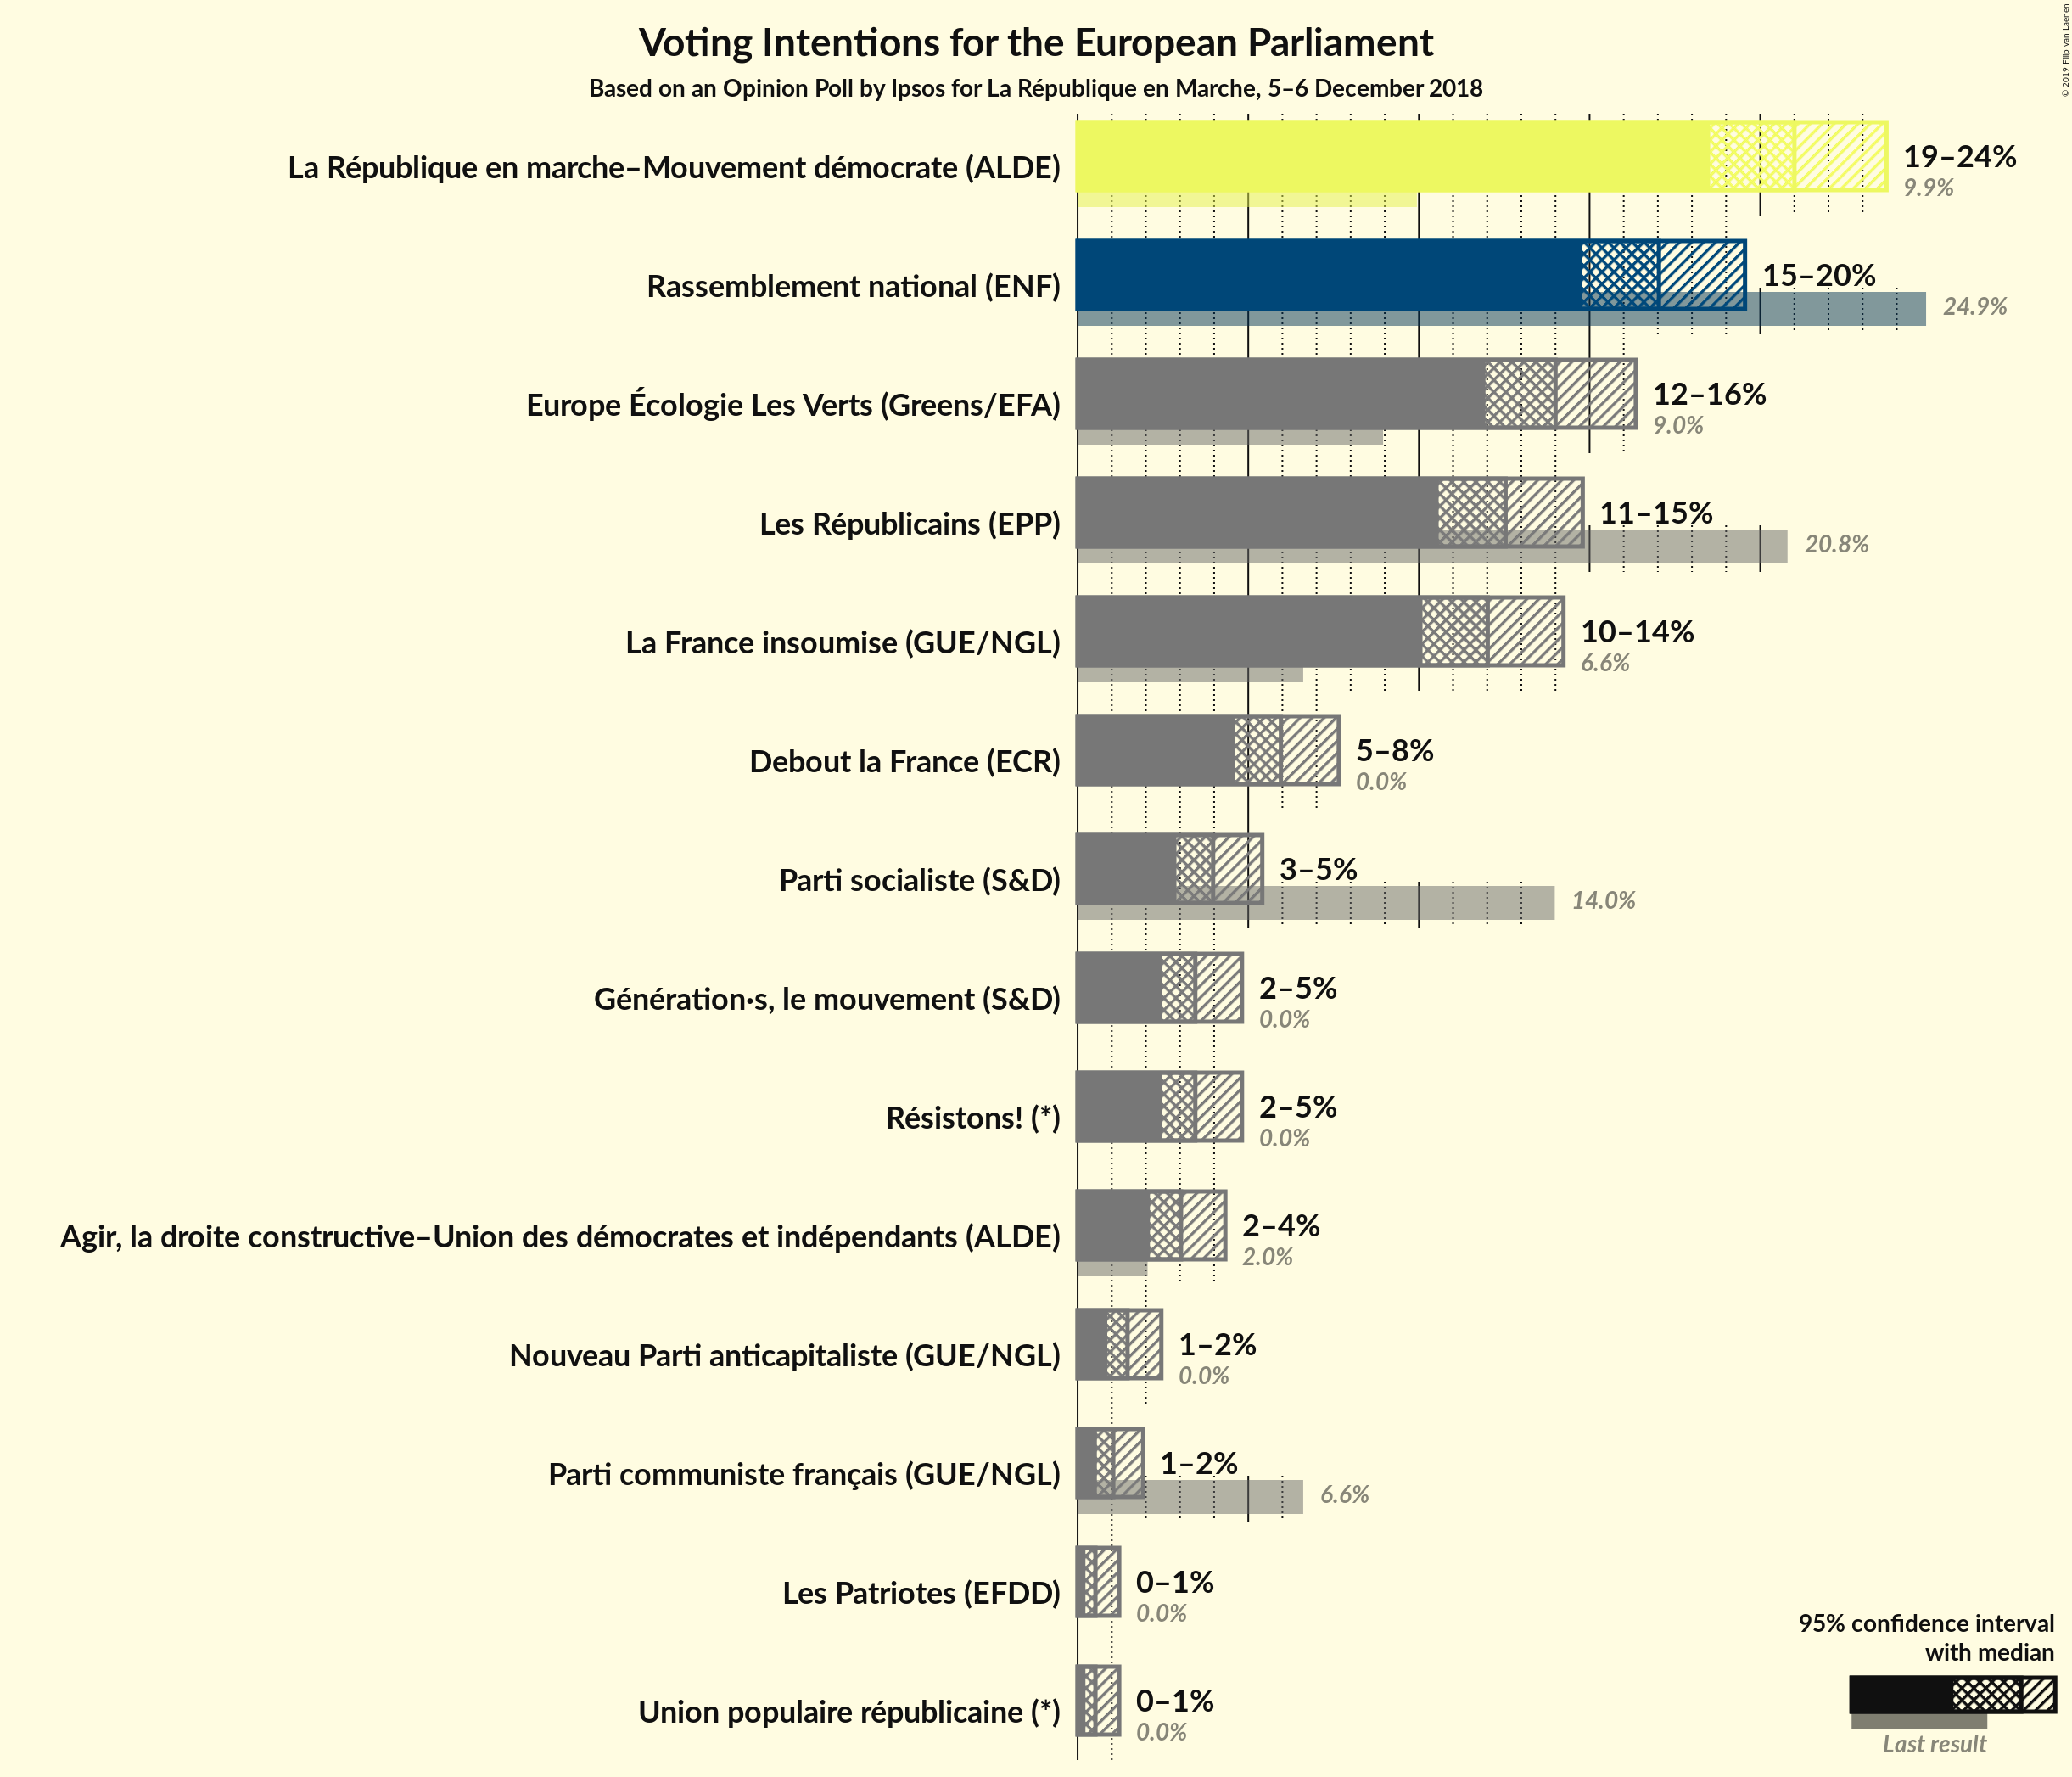 Voting Intentions for the European Parliament
Based on an Opinion Poll by Ipsos for La République en Marche, 5–6 December 2018
© 2019 Filip van Laenen
La République en marche–Mouvement démocrate (ALDE)
19–24%
9.9%
Rassemblement national (ENF)
15–20%
24.9%
Europe Écologie Les Verts (Greens/EFA)
12–16%
9.0%
Les Républicains (EPP)
11–15%
20.8%
La France insoumise (GUE/NGL)
10–14%
6.6%
Debout la France (ECR)
5–8%
0.0%
Parti socialiste (S&D)
3–5%
14.0%
Génération·s, le mouvement (S&D)
2–5%
0.0%
Résistons! (*)
2–5%
0.0%
Agir, la droite constructive–Union des démocrates et indépendants (ALDE)
2–4%
2.0%
Nouveau Parti anticapitaliste (GUE/NGL)
1–2%
0.0%
Parti communiste français (GUE/NGL)
1–2%
6.6%
Les Patriotes (EFDD)
0–1%
0.0%
Union populaire républicaine (*)
0–1%
0.0%
95% confidence interval
with median
Last result